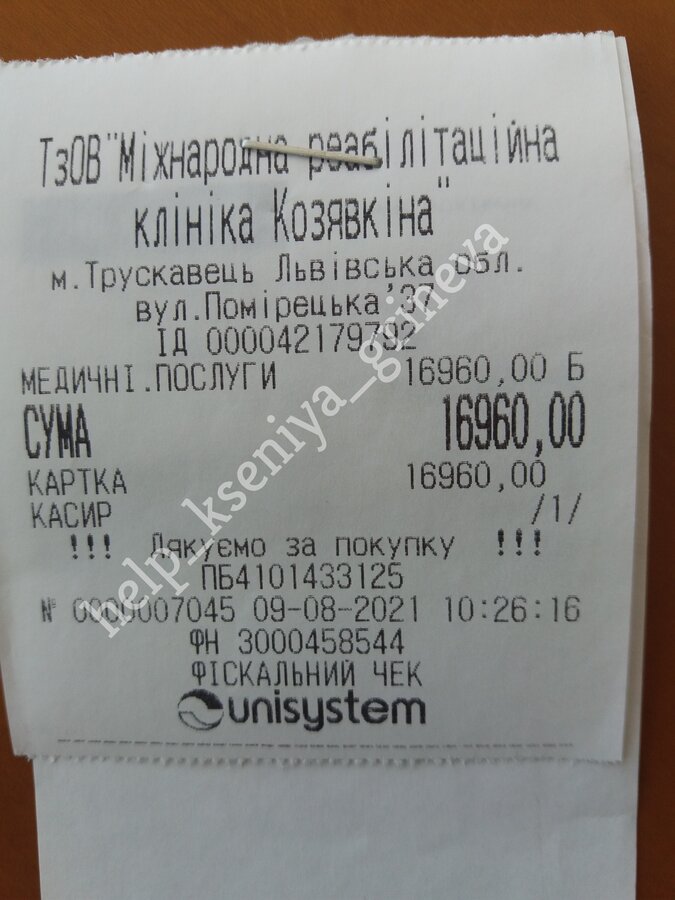 ТзОВ"Міжнародна реабілітаційна
клініка Козявкіна"
м.Трускавець Львівська обл.
вул.Помірецька'37
ІД 000042179792
МЕДИЧНІ.ПОСЛУГИ 16960,00 Б
СУМА 16960,00
КАРТКА 16960,00
КАСИР /1/
!!! Дякуємо за покупку !!!
ПБ4101433125
№ 0000007045 09-08-2021 10:26:16
ФН 3000458544
ФІСКАЛЬНИЙ ЧЕК
unisystem
help_kseniya_grineva